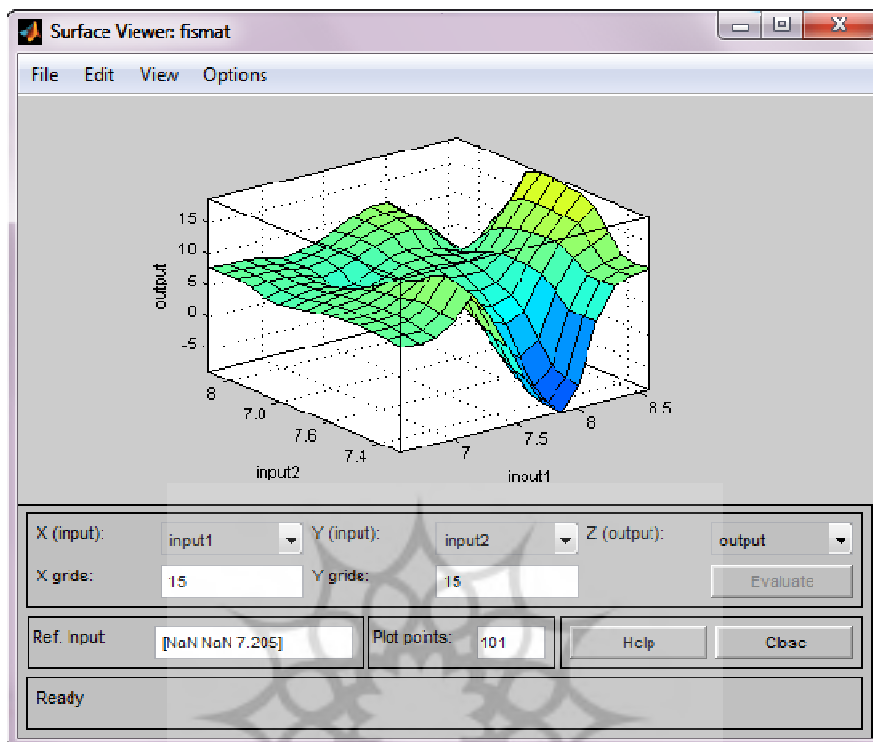 Surface Viewer: fismat
File Edit View Options
15
10
5
0
-5
output
8
7.0
7.6
7.4
input2
7
7.5
8
8.5
input1
X (input): input1 Y (input): input2 Z (output): output
X grids: 15 Y grids: 15 Evaluate
Ref. Input [NaN NaN 7.205] Plot points: 101 Help Close
Ready